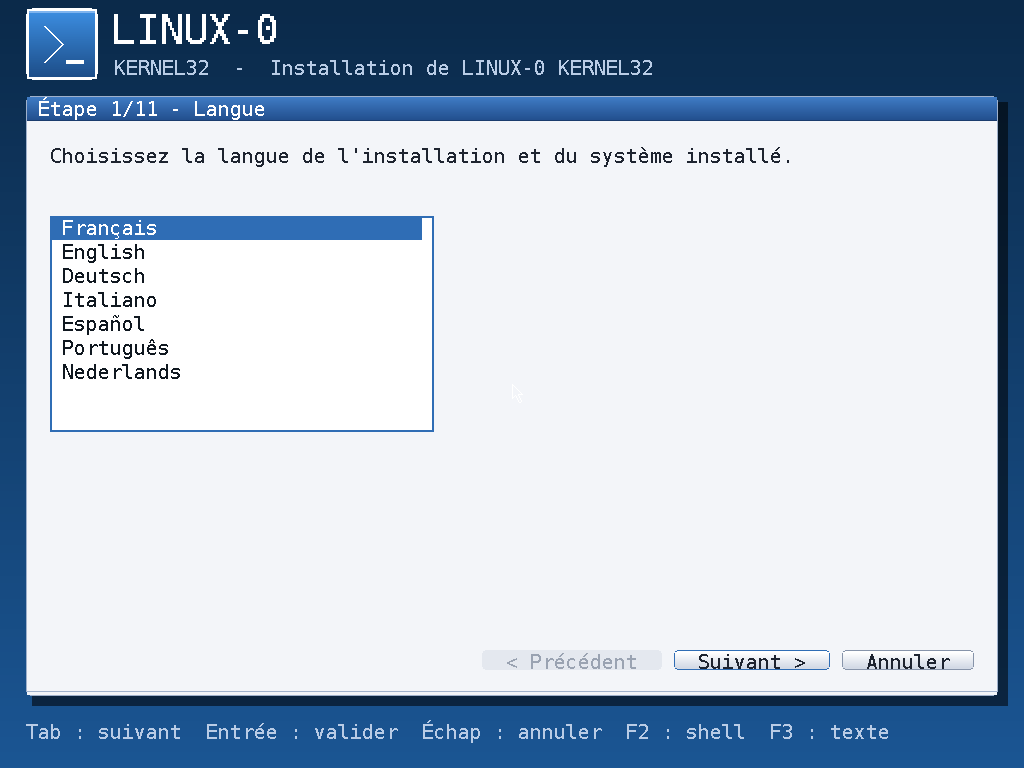 LINUX-0
KERNEL32  -  Installation de LINUX-0 KERNEL32
Étape 1/11 - Langue
Choisissez la langue de l'installation et du système installé.
Français
English
Deutsch
Italiano
Español
Português
Nederlands
< Précédent  Suivant >  Annuler
Tab : suivant  Entrée : valider  Échap : annuler  F2 : shell  F3 : texte